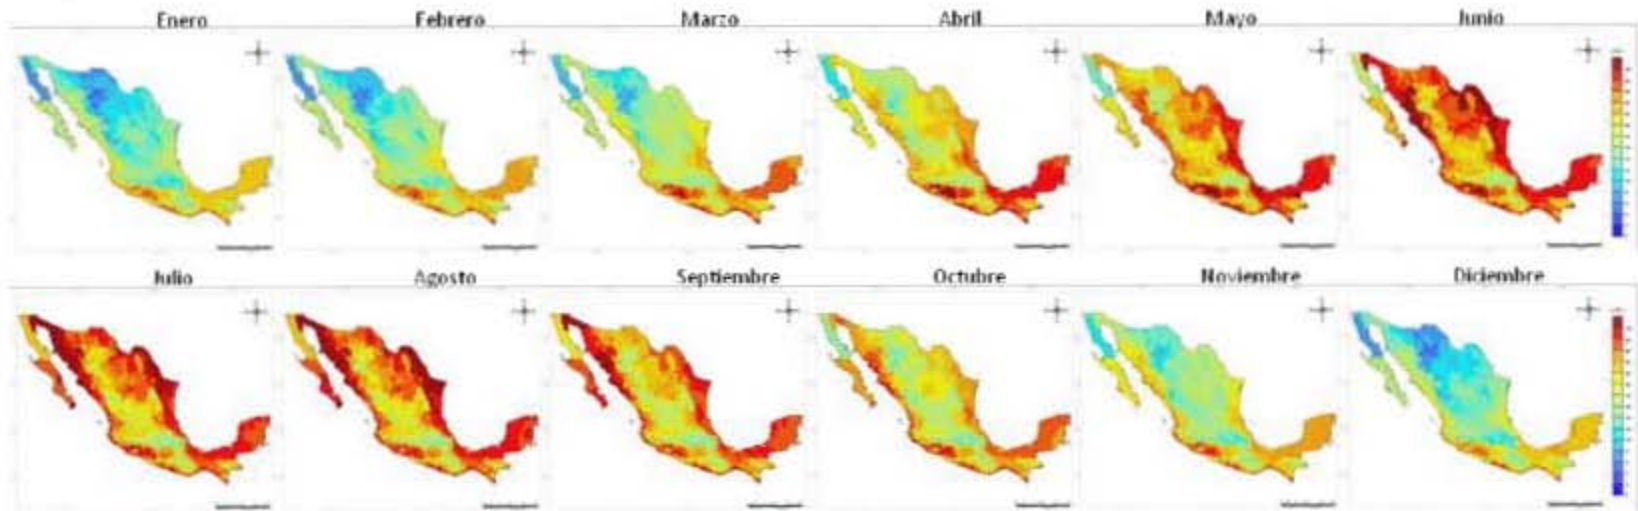 Enero Febrero Marzo Abril Mayo Junio
Julio Agosto Septiembre Octubre Noviembre Diciembre